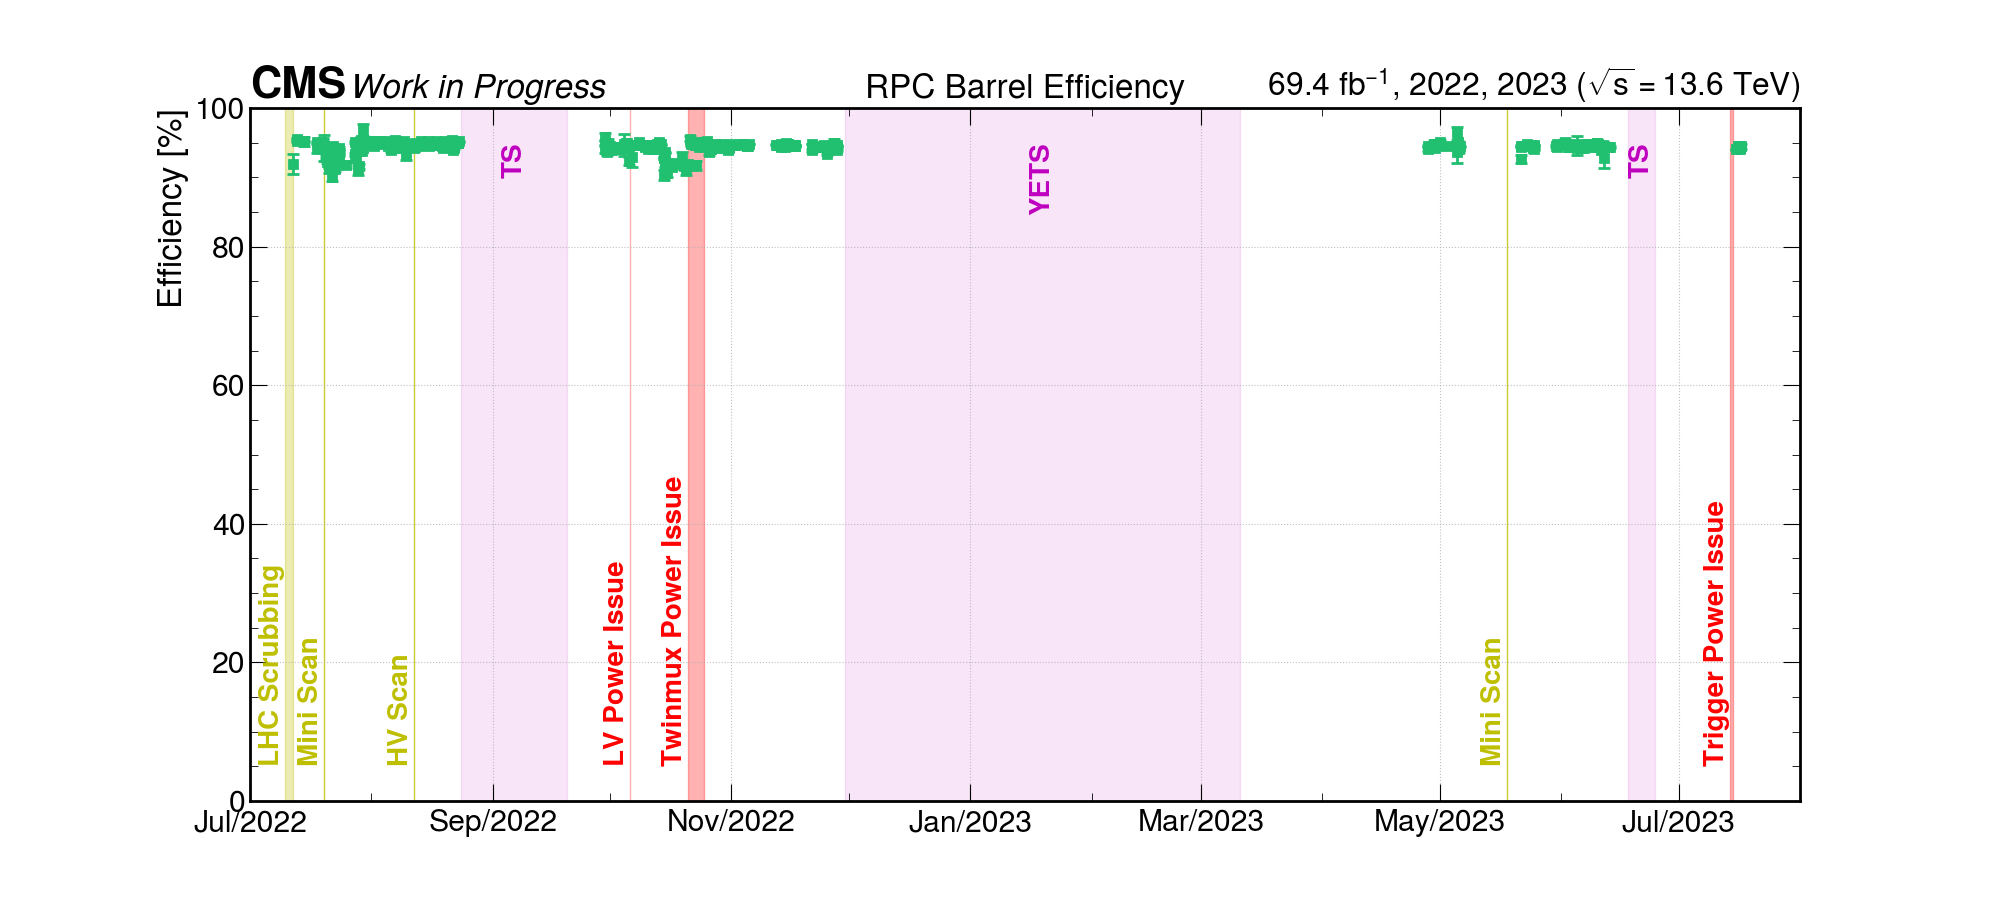 CMS Work in Progress RPC Barrel Efficiency 69.4 fb⁻¹, 2022, 2023 (√s = 13.6 TeV)
Efficiency [%]
100
80
60
40
20
0
TS
YETS
TS
LHC Scrubbing
Mini Scan
HV Scan
LV Power Issue
Twinmux Power Issue
Mini Scan
Trigger Power Issue
Jul/2022 Sep/2022 Nov/2022 Jan/2023 Mar/2023 May/2023 Jul/2023